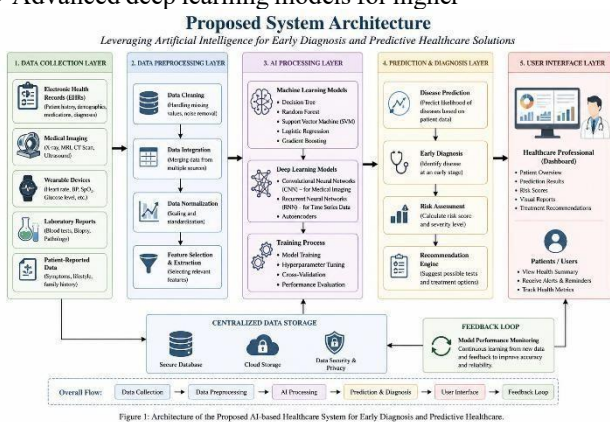 Advanced deep learning models for higher
Proposed System Architecture
Leveraging Artificial Intelligence for Early Diagnosis and Predictive Healthcare Solutions
1. DATA COLLECTION LAYER
Electronic Health
Records (EHRs)
(Patient history, demographics,
medications, diagnoses)
Medical Imaging
(X-ray, MRI, CT Scan,
Ultrasound)
Wearable Devices
(Heart rate, BP, SpO₂,
Glucose level, etc.)
Laboratory Reports
(Blood tests, Biopsy,
Pathology)
Patient-Reported
Data
(Symptoms, lifestyle,
family history)
2. DATA PREPROCESSING LAYER
Data Cleaning
(Handling missing
values, noise removal)
Data Integration
(Merging data from
multiple sources)
Data Normalization
(Scaling and
standardization)
Feature Selection
& Extraction
(Selecting relevant
features)
3. AI PROCESSING LAYER
Machine Learning Models
• Decision Tree
• Random Forest
• Support Vector Machine (SVM)
• Logistic Regression
• Gradient Boosting
Deep Learning Models
• Convolutional Neural Networks
(CNN) – for Medical Imaging
• Recurrent Neural Networks
(RNN) – for Time Series Data
• Autoencoders
Training Process
• Model Training
• Hyperparameter Tuning
• Cross-Validation
• Performance Evaluation
4. PREDICTION & DIAGNOSIS LAYER
Disease Prediction
(Predict likelihood of
diseases based on
patient data)
Early Diagnosis
(Identify disease
at an early stage)
Risk Assessment
(Calculate risk score
and severity level)
Recommendation
Engine
(Suggest possible tests
and treatment options)
5. USER INTERFACE LAYER
Healthcare Professional
(Dashboard)
• Patient Overview
• Prediction Results
• Risk Scores
• Visual Reports
• Treatment Recommendations
Patients / Users
• View Health Summary
• Receive Alerts & Reminders
• Track Health Metrics
CENTRALIZED DATA STORAGE
Secure Database
Cloud Storage
Data Security &
Privacy
FEEDBACK LOOP
Model Performance Monitoring
Continuous learning from new data
and feedback to improve accuracy
and reliability.
Overall Flow:
Data Collection
Data Preprocessing
AI Processing
Prediction & Diagnosis
User Interface
Feedback Loop
Figure 1: Architecture of the Proposed AI-based Healthcare System for Early Diagnosis and Predictive Healthcare.